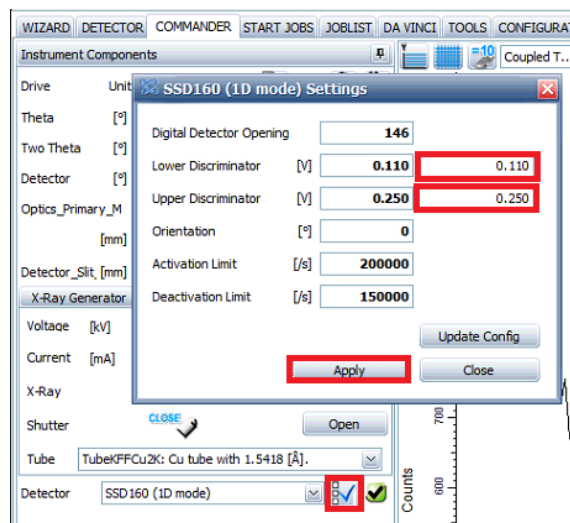 WIZARD DETECTOR COMMANDER START JOBS JOBLIST DA VINCI TOOLS CONFIGURA
Instrument Components
=10 Coupled T...
Drive Unit
SSD160 (1D mode) Settings
Theta [°]
Two Theta [°]
Detector [°]
Optics_Primary_M
[mm]
Detector_Slit_ [mm]
Digital Detector Opening 146
Lower Discriminator [V] 0.110 0.110
Upper Discriminator [V] 0.250 0.250
Orientation [°] 0
Activation Limit [/s] 200000
Deactivation Limit [/s] 150000
Update Config
Apply Close
X-Ray Generator
Voltage [kV]
Current [mA]
X-Ray
Shutter CLOSE Open
Tube TubeKFFCu2K: Cu tube with 1.5418 [Å].
Detector SSD160 (1D mode)
Y
Counts
700
600